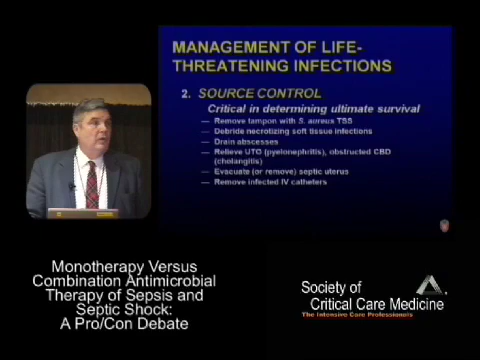 MANAGEMENT OF LIFE-
THREATENING INFECTIONS
2. SOURCE CONTROL
Critical in determining ultimate survival
— Remove tampon with S. aureus TSS
— Debride necrotizing soft tissue infections
— Drain abscesses
— Relieve UTO (pyelonephritis), obstructed CBD
(cholangitis)
— Evacuate (or remove) septic uterus
— Remove infected IV catheters
Monotherapy Versus
Combination Antimicrobial
Therapy of Sepsis and
Septic Shock:
A Pro/Con Debate
Society of
Critical Care Medicine
The Intensive Care Professionals